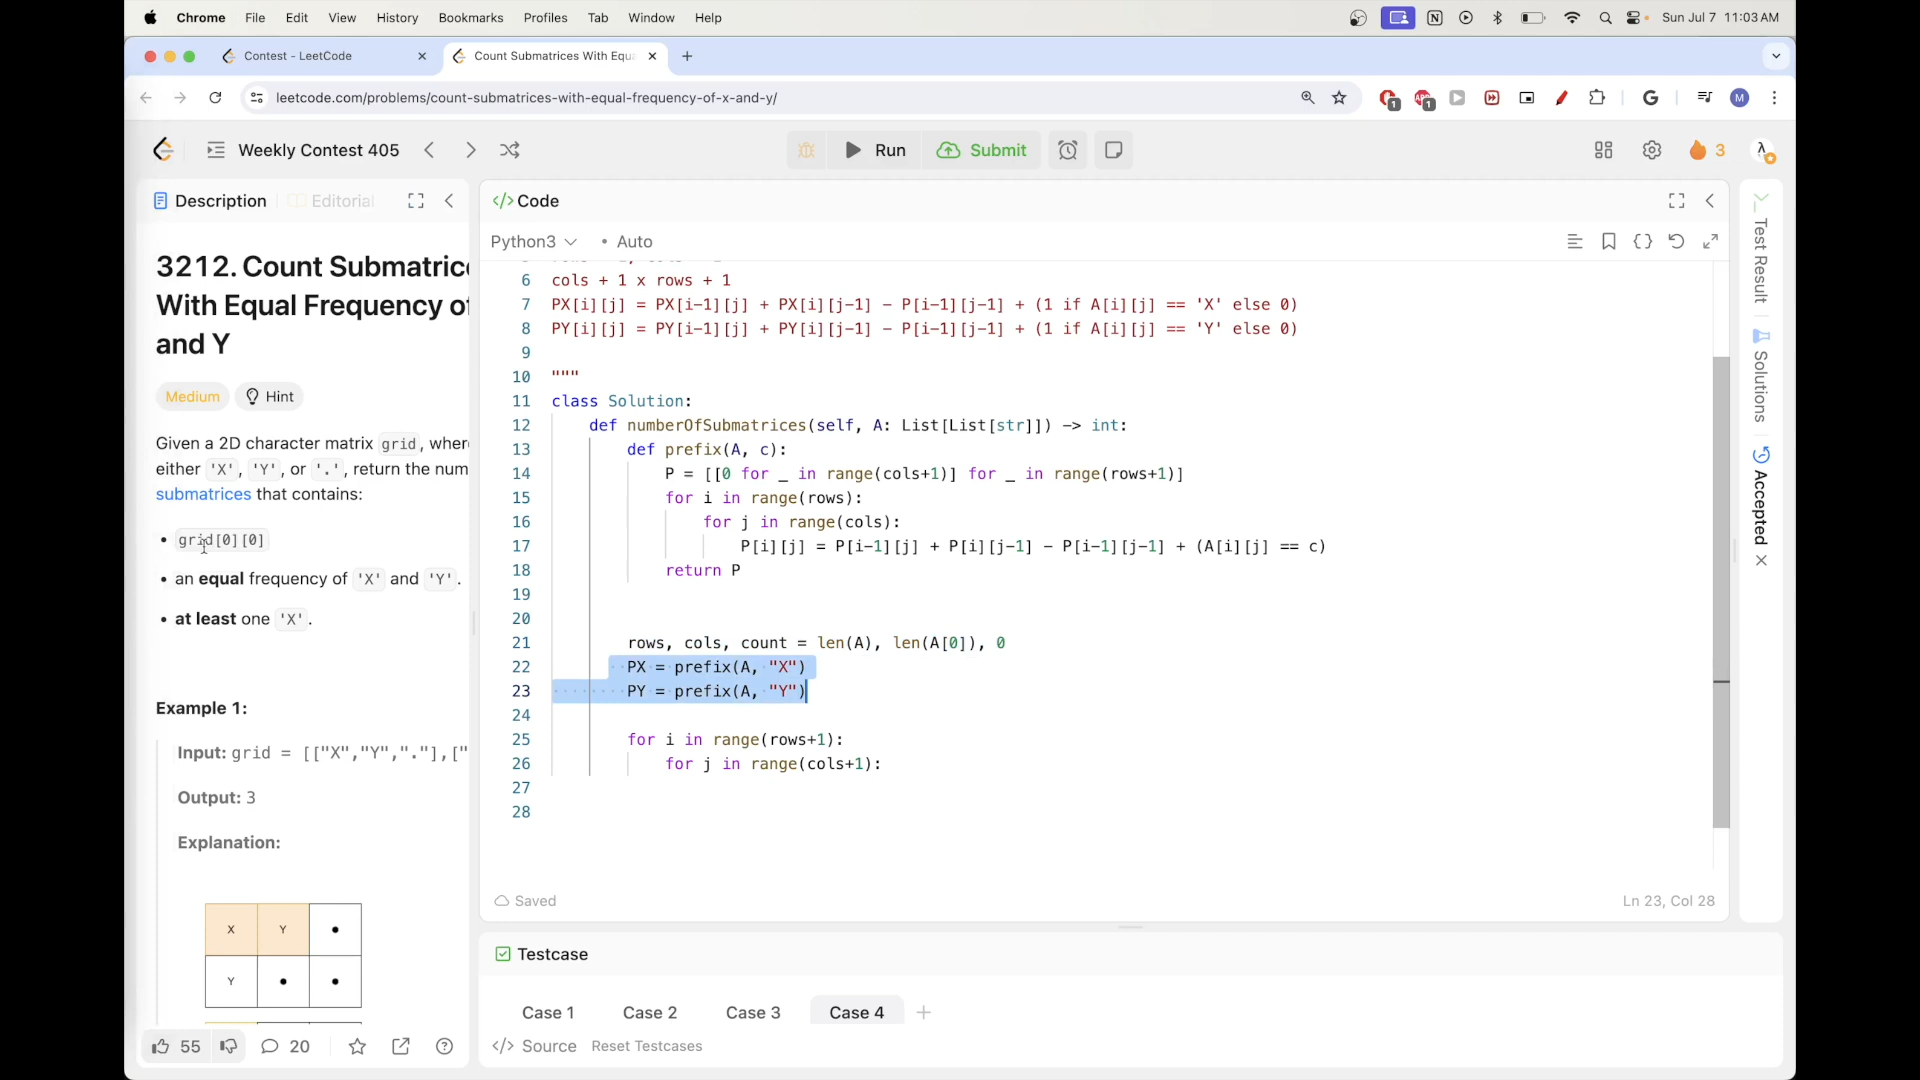 Chrome File Edit View History Bookmarks Profiles Tab Window Help
Sun Jul 7 11:03 AM
Contest - LeetCode
Count Submatrices With Equ
leetcode.com/problems/count-submatrices-with-equal-frequency-of-x-and-y/
1
1
M
Weekly Contest 405
Run
Submit
3
Description
Editorial
3212. Count Submatric
With Equal Frequency of
and Y
Medium
Hint
Given a 2D character matrix grid, wher
either 'X', 'Y', or '.', return the num
submatrices that contains:
• grid[0][0]
• an equal frequency of 'X' and 'Y'.
• at least one 'X'.
Example 1:
Input: grid = [["X","Y","."],["
Output: 3
Explanation:
X Y
Y
55
20
</> Code
Python3
• Auto
6 cols + 1 x rows + 1
7 PX[i][j] = PX[i-1][j] + PX[i][j-1] - P[i-1][j-1] + (1 if A[i][j] == 'X' else 0)
8 PY[i][j] = PY[i-1][j] + PY[i][j-1] - P[i-1][j-1] + (1 if A[i][j] == 'Y' else 0)
9
10 """
11 class Solution:
12 def numberOfSubmatrices(self, A: List[List[str]]) -> int:
13 def prefix(A, c):
14 P = [[0 for _ in range(cols+1)] for _ in range(rows+1)]
15 for i in range(rows):
16 for j in range(cols):
17 P[i][j] = P[i-1][j] + P[i][j-1] - P[i-1][j-1] + (A[i][j] == c)
18 return P
19
20
21 rows, cols, count = len(A), len(A[0]), 0
22 PX = prefix(A, "X")
23 PY = prefix(A, "Y")
24
25 for i in range(rows+1):
26 for j in range(cols+1):
27
28
Saved
Ln 23, Col 28
Testcase
Case 1
Case 2
Case 3
Case 4
</> Source
Reset Testcases
Test Result
Solutions
Accepted